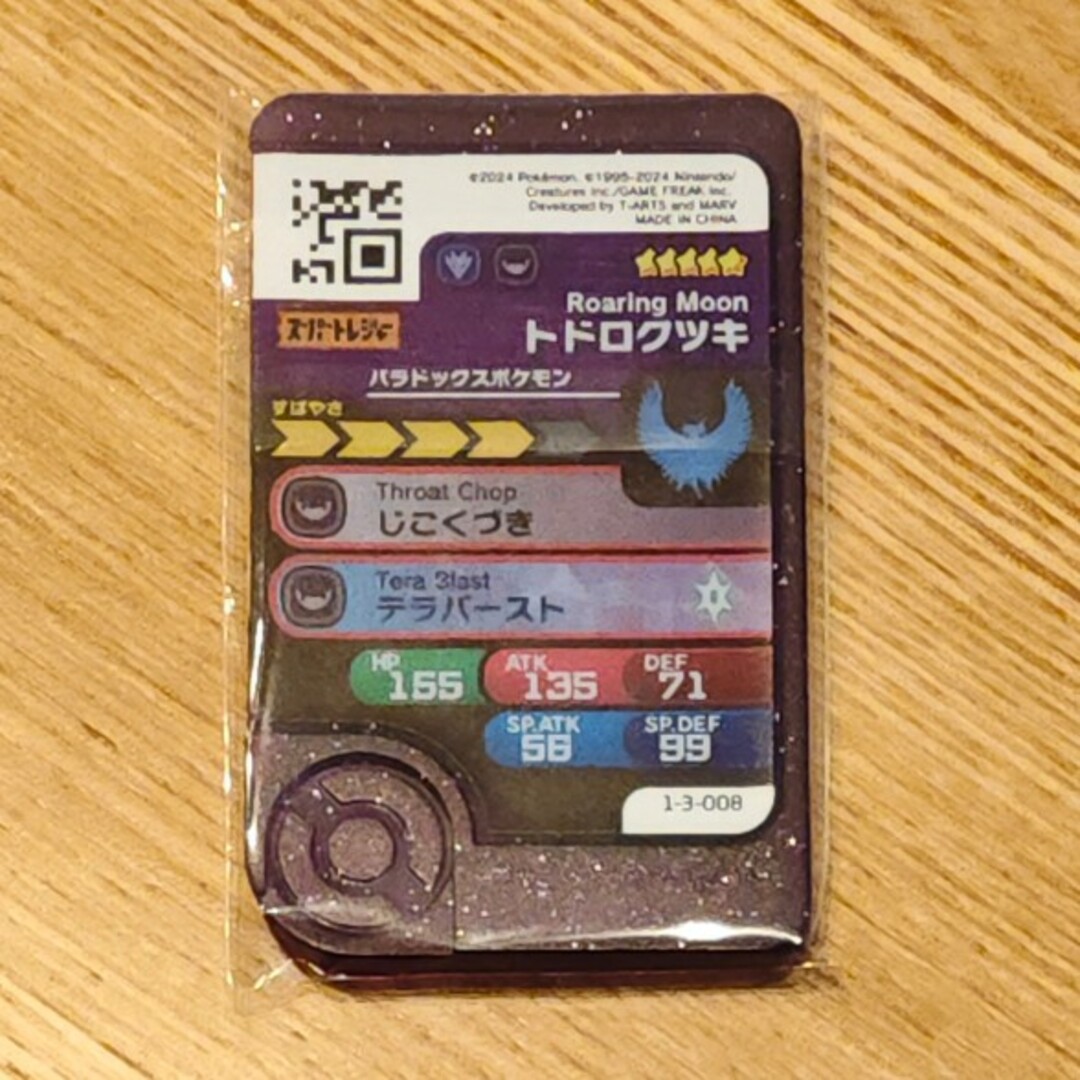 ©2024 Pokémon. ©1995-2024 Nintendo/
Creatures Inc./GAME FREAK inc.
Developed by T-ARTS and MARV
MADE IN CHINA
Roaring Moon
トドロクツキ
スーパートレジャー
パラドックスポケモン
すばやさ
Throat Chop
じごくづき
Tera Blast
テラバースト
HP 155
ATK 135
DEF 71
SP.ATK
SP.DEF 99
1-3-008